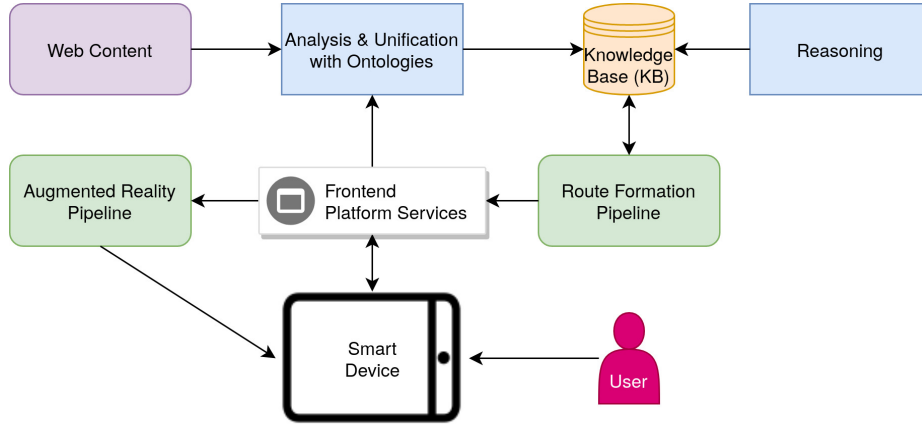 Web Content
Analysis & Unification
with Ontologies
Knowledge
Base (KB)
Reasoning
Augmented Reality
Pipeline
Frontend
Platform Services
Route Formation
Pipeline
Smart
Device
User